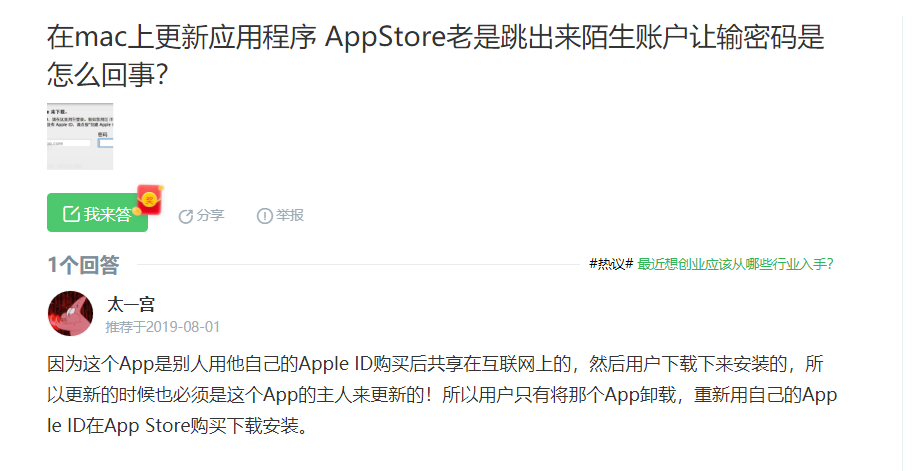 在mac上更新应用程序 AppStore老是跳出来陌生账户让输密码是
怎么回事?
密码
我来答
奖
分享
举报
1个回答
#热议# 最近想创业应该从哪些行业入手?
太一宫
推荐于2019-08-01
因为这个App是别人用他自己的Apple ID购买后共享在互联网上的，然后用户下载下来安装的，所
以更新的时候也必须是这个App的主人来更新的！所以用户只有将那个App卸载，重新用自己的App
le ID在App Store购买下载安装。